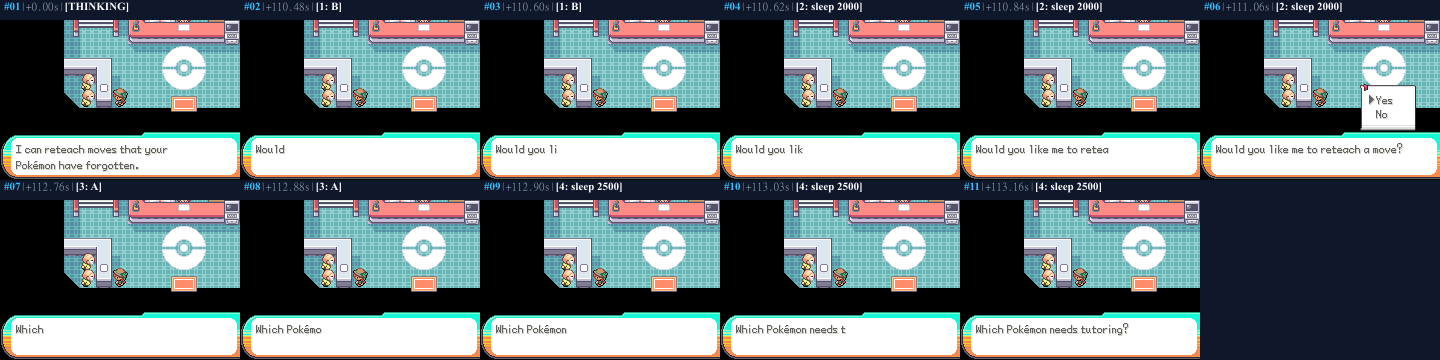 #01|+0.00s| [THINKING]
I can reteach moves that your
Pokémon have forgotten.
#02|+110.48s| [1: B]
Would
#03|+110.60s| [1: B]
Would you li
#04|+110.62s| [2: sleep 2000]
Would you lik
#05|+110.84s| [2: sleep 2000]
Would you like me to retea
#06|+111.06s| [2: sleep 2000]
Yes
No
Would you like me to reteach a move?
#07|+112.76s| [3: A]
Which
#08|+112.88s| [3: A]
Which Pokémo
#09|+112.90s| [4: sleep 2500]
Which Pokémon
#10|+113.03s| [4: sleep 2500]
Which Pokémon needs t
#11|+113.16s| [4: sleep 2500]
Which Pokémon needs tutoring?